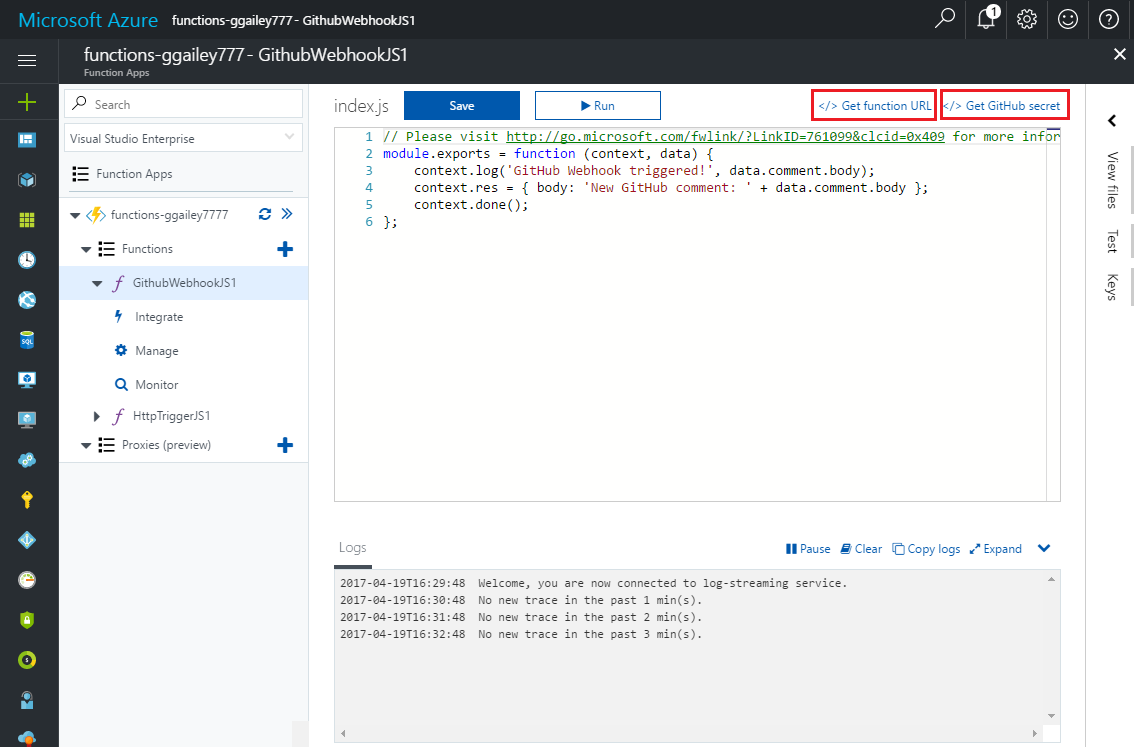 Microsoft Azure functions-ggailey777 - GithubWebhookJS1
1
functions-ggailey777 - GithubWebhookJS1
Function Apps
Search
Visual Studio Enterprise
Function Apps
functions-ggailey7777
Functions
GithubWebhookJS1
Integrate
Manage
Monitor
HttpTriggerJS1
Proxies (preview)
SQL
index.js Save Run </> Get function URL </> Get GitHub secret
1 // Please visit http://go.microsoft.com/fwlink/?LinkID=761099&clcid=0x409 for more infor
2 module.exports = function (context, data) {
3 context.log('GitHub Webhook triggered!', data.comment.body);
4 context.res = { body: 'New GitHub comment: ' + data.comment.body };
5 context.done();
6 };
View files
Test
Keys
Logs Pause Clear Copy logs Expand
2017-04-19T16:29:48 Welcome, you are now connected to log-streaming service.
2017-04-19T16:30:48 No new trace in the past 1 min(s).
2017-04-19T16:31:48 No new trace in the past 2 min(s).
2017-04-19T16:32:48 No new trace in the past 3 min(s).